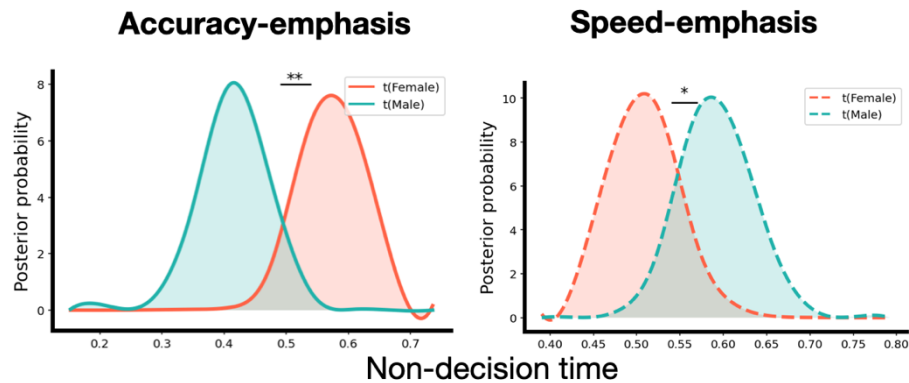 Accuracy-emphasis
Posterior probability
8
6
4
2
0
**
t(Female)
t(Male)
0.2 0.3 0.4 0.5 0.6 0.7
Speed-emphasis
Posterior probability
10
8
6
4
2
0
*
t(Female)
t(Male)
0.40 0.45 0.50 0.55 0.60 0.65 0.70 0.75 0.80
Non-decision time